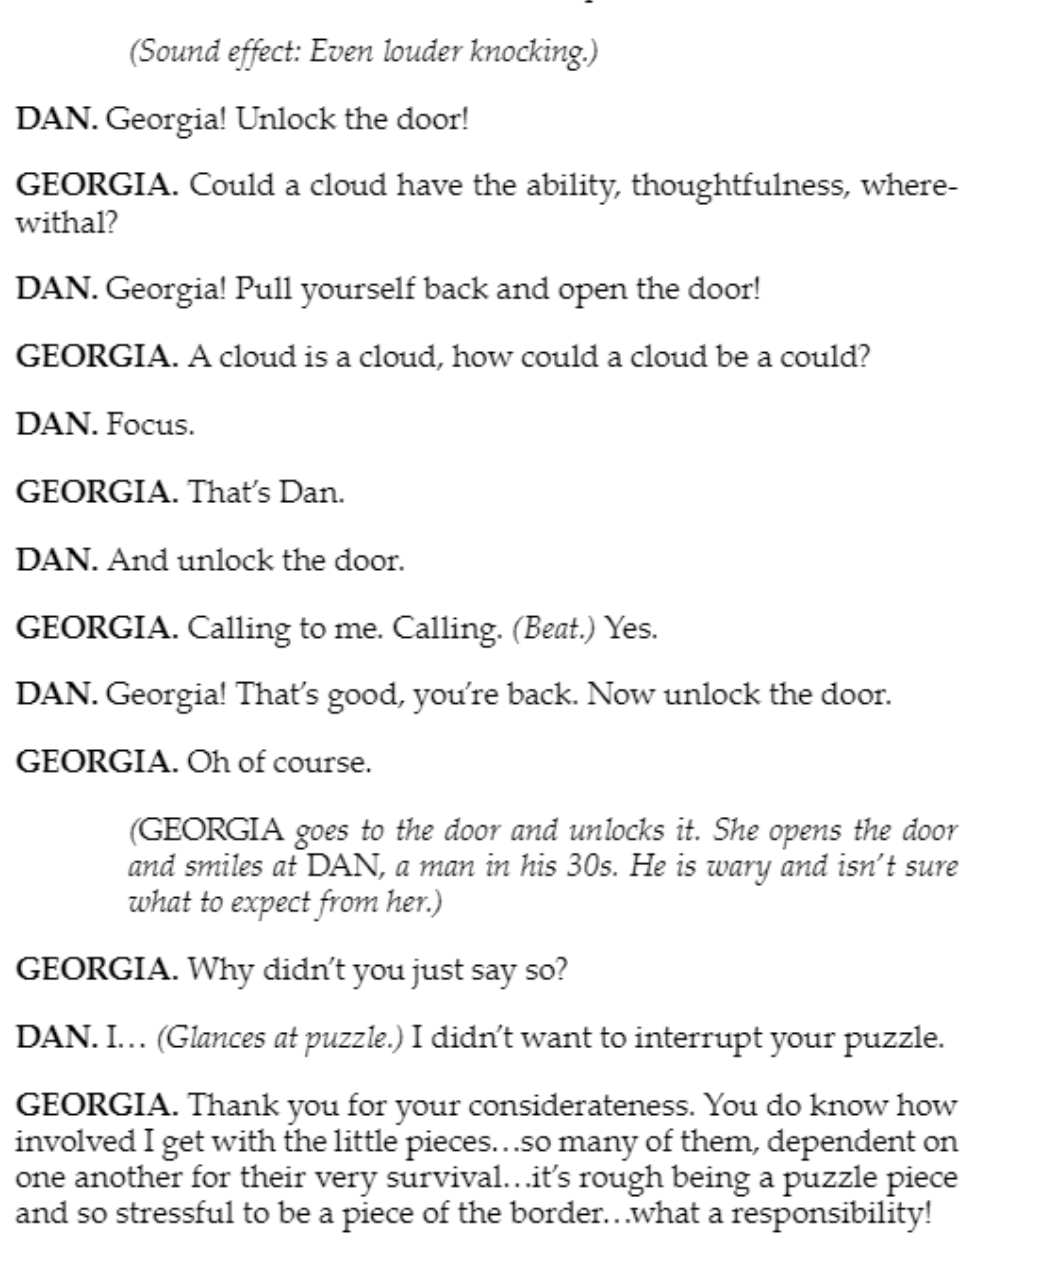 (Sound effect: Even louder knocking.)
DAN. Georgia! Unlock the door!
GEORGIA. Could a cloud have the ability, thoughtfulness, where-
withal?
DAN. Georgia! Pull yourself back and open the door!
GEORGIA. A cloud is a cloud, how could a cloud be a could?
DAN. Focus.
GEORGIA. That’s Dan.
DAN. And unlock the door.
GEORGIA. Calling to me. Calling. (Beat.) Yes.
DAN. Georgia! That’s good, you’re back. Now unlock the door.
GEORGIA. Oh of course.
(GEORGIA goes to the door and unlocks it. She opens the door
and smiles at DAN, a man in his 30s. He is wary and isn’t sure
what to expect from her.)
GEORGIA. Why didn’t you just say so?
DAN. I… (Glances at puzzle.) I didn’t want to interrupt your puzzle.
GEORGIA. Thank you for your considerateness. You do know how
involved I get with the little pieces…so many of them, dependent on
one another for their very survival…it’s rough being a puzzle piece
and so stressful to be a piece of the border…what a responsibility!